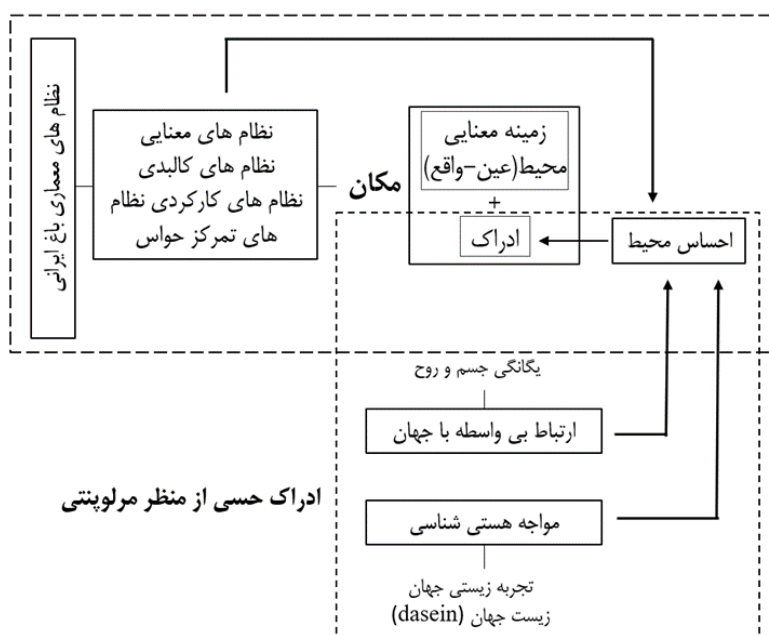 نظام های معماری باغ ایرانی
نظام های معنایی
نظام های کالبدی
نظام های کارکردی نظام
های تمرکز حواس
مکان
زمینه معنایی
محیط(عین-واقع)
+
ادراک
احساس محیط
یگانگی جسم و روح
ارتباط بی واسطه با جهان
ادراک حسی از منظر مرلوپنتی
مواجه هستی شناسی
تجربه زیستی جهان
زیست جهان (dasein)